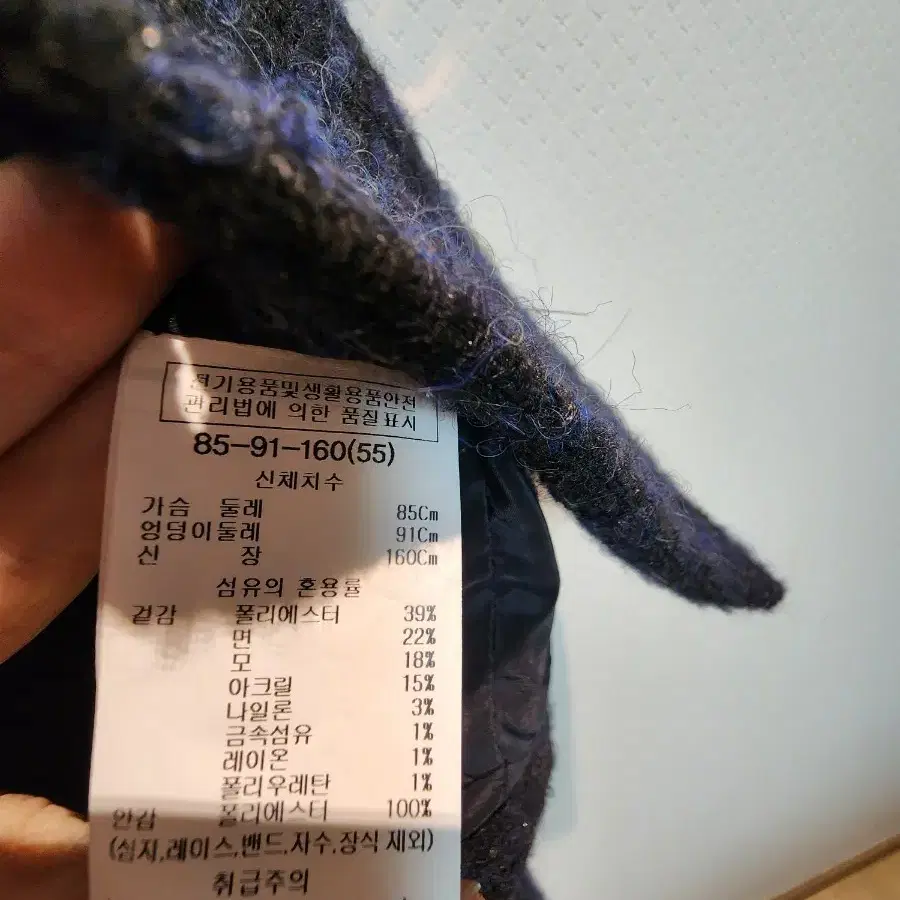 전기용품및생활용품안전
관리법에 의한 품질표시
85-91-160(55)
신체치수
가슴 둘레 85Cm
엉덩이둘레 91Cm
신 장 160Cm
섬유의 혼용률
겉감 폴리에스터 39%
면 22%
모 18%
아크릴 15%
나일론 3%
금속섬유 1%
레이온 1%
폴리우레탄 1%
안감 폴리에스터 100%
(심지,레이스,밴드,자수,장식 제외)
취급주의